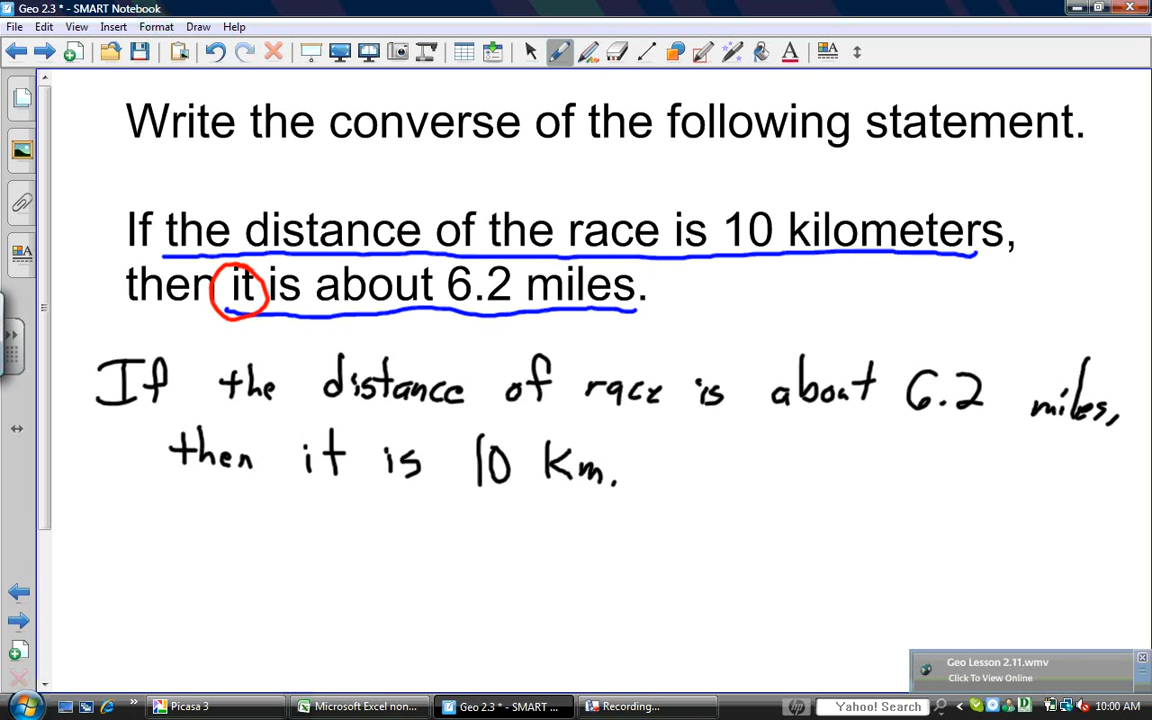 Geo 2.3 * - SMART Notebook
File Edit View Insert Format Draw Help
Write the converse of the following statement.
If the distance of the race is 10 kilometers,
then it is about 6.2 miles.
If the distance of race is about 6.2 miles,
then it is 10 km.
Geo Lesson 2.11.wmv
Click To View Online
Picasa 3
Microsoft Excel non...
Geo 2.3 * - SMART ...
Recording...
hp
Yahoo! Search
10:00 AM